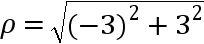 ρ = √((−3)² + 3²)